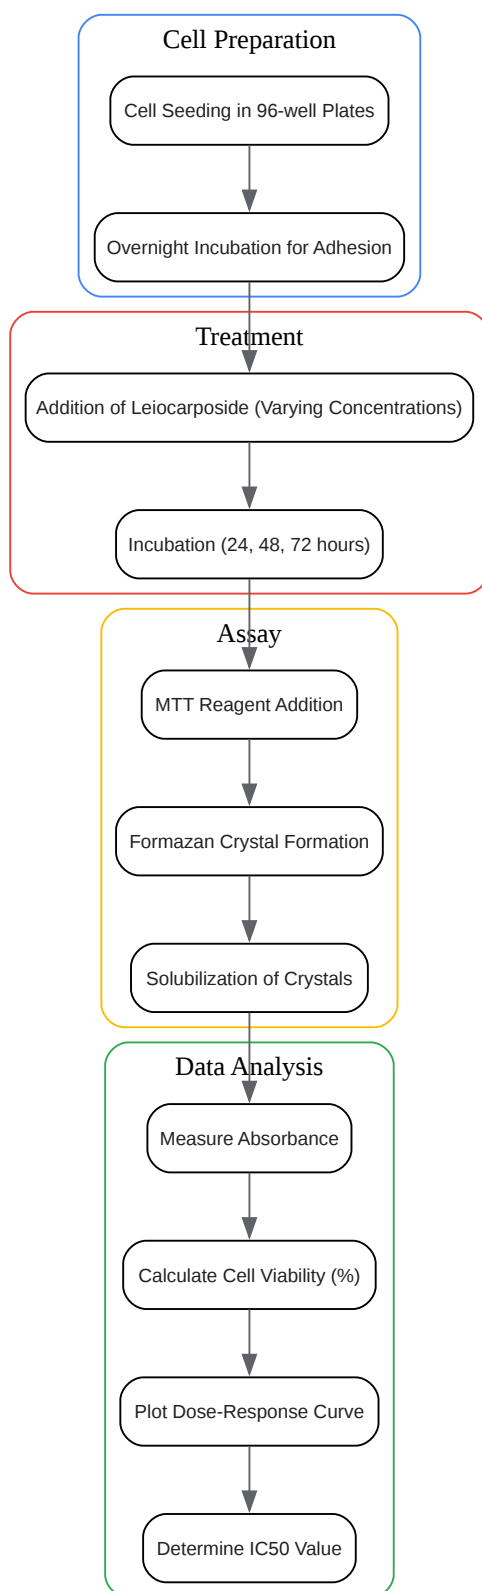 Cell Preparation
Cell Seeding in 96-well Plates
Overnight Incubation for Adhesion
Treatment
Addition of Leiocarposide (Varying Concentrations)
Incubation (24, 48, 72 hours)
Assay
MTT Reagent Addition
Formazan Crystal Formation
Solubilization of Crystals
Data Analysis
Measure Absorbance
Calculate Cell Viability (%)
Plot Dose-Response Curve
Determine IC50 Value